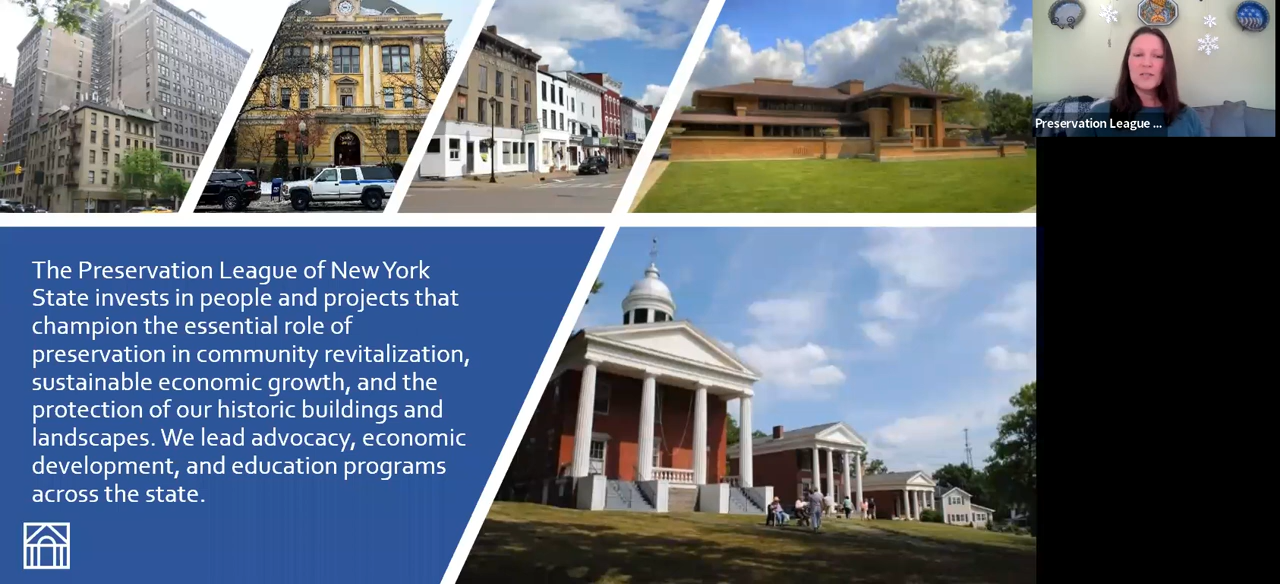 CITY HALL
Preservation League ...
The Preservation League of New York
State invests in people and projects that
champion the essential role of
preservation in community revitalization,
sustainable economic growth, and the
protection of our historic buildings and
landscapes. We lead advocacy, economic
development, and education programs
across the state.